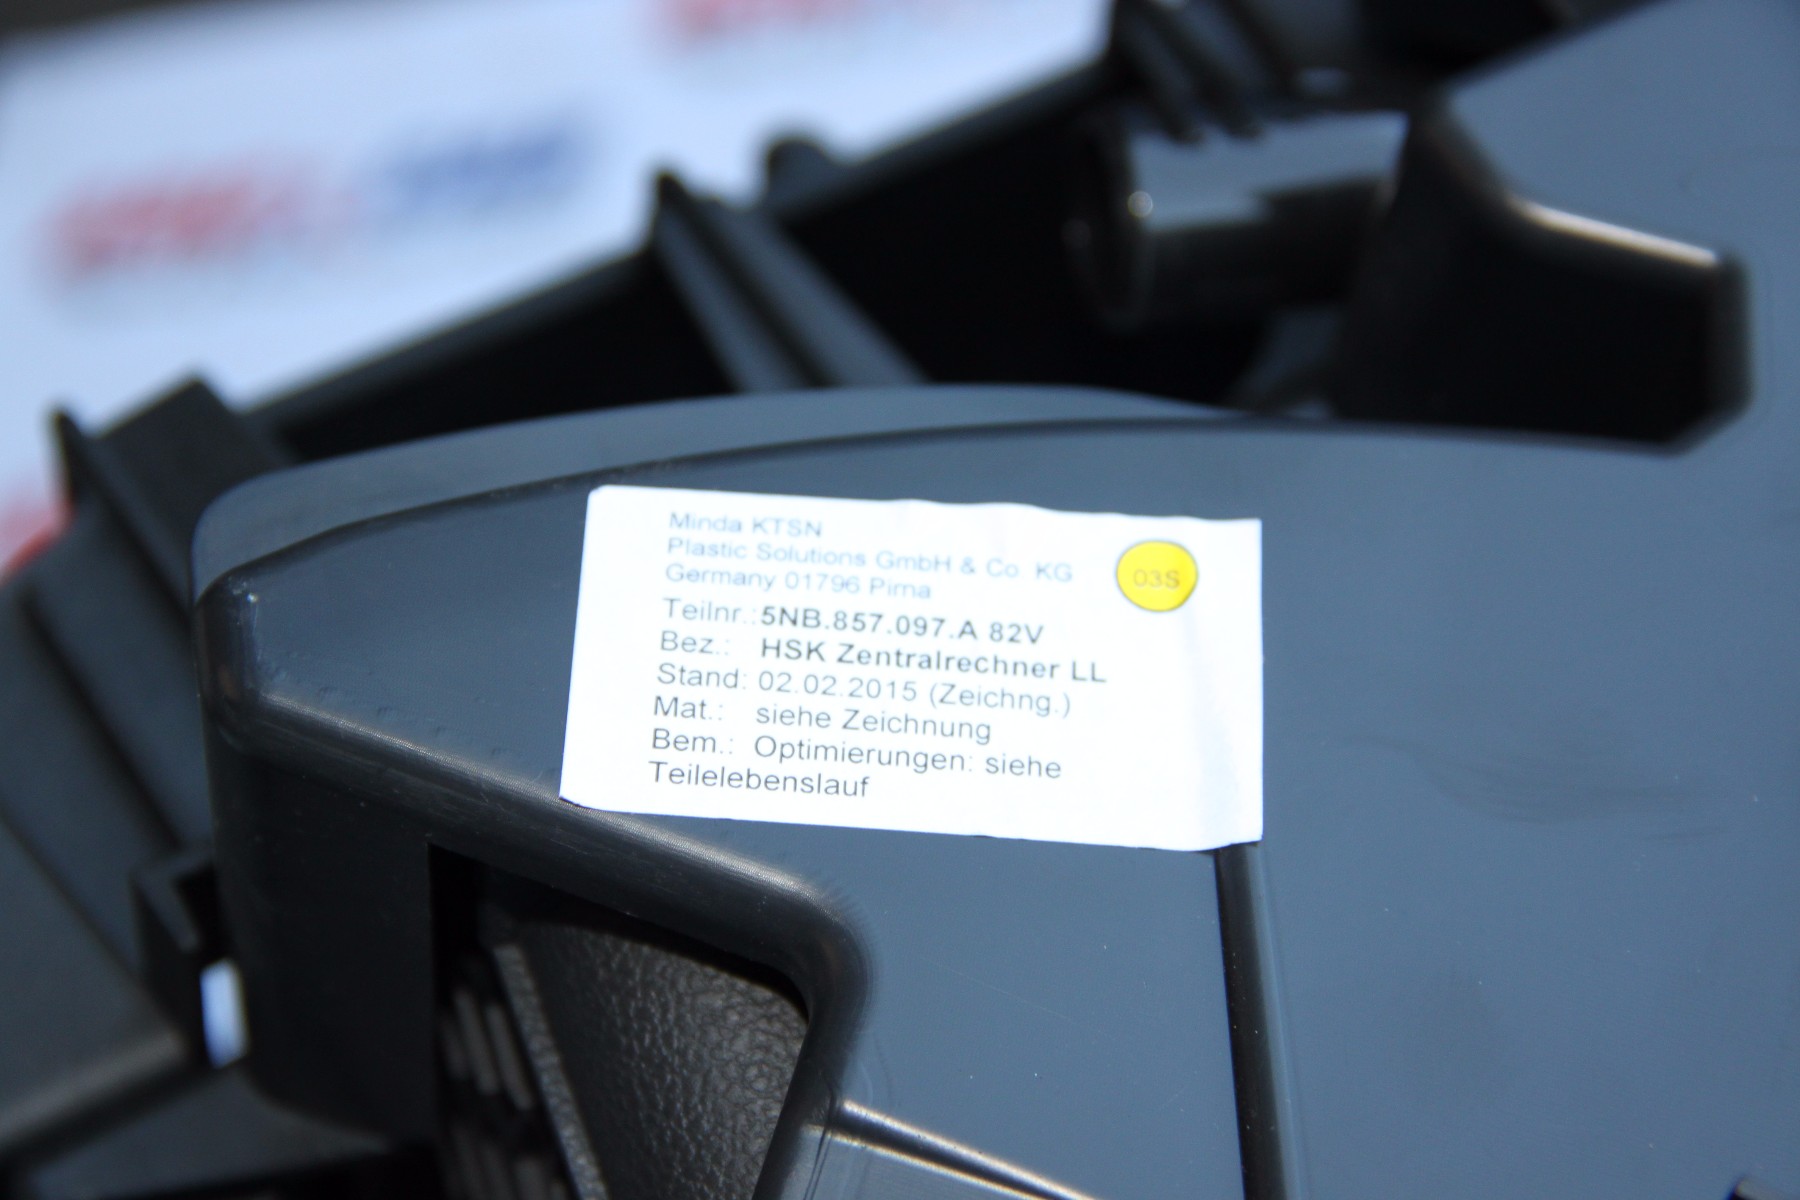 Minda KTSN
Plastic Solutions GmbH & Co. KG
Germany 01796 Pirna
03S
Teilnr.: 5NB.857.097.A 82V
Bez.: HSK Zentralrechner LL
Stand: 02.02.2015 (Zeichng.)
Mat.: siehe Zeichnung
Bem.: Optimierungen: siehe
Teilelebenslauf